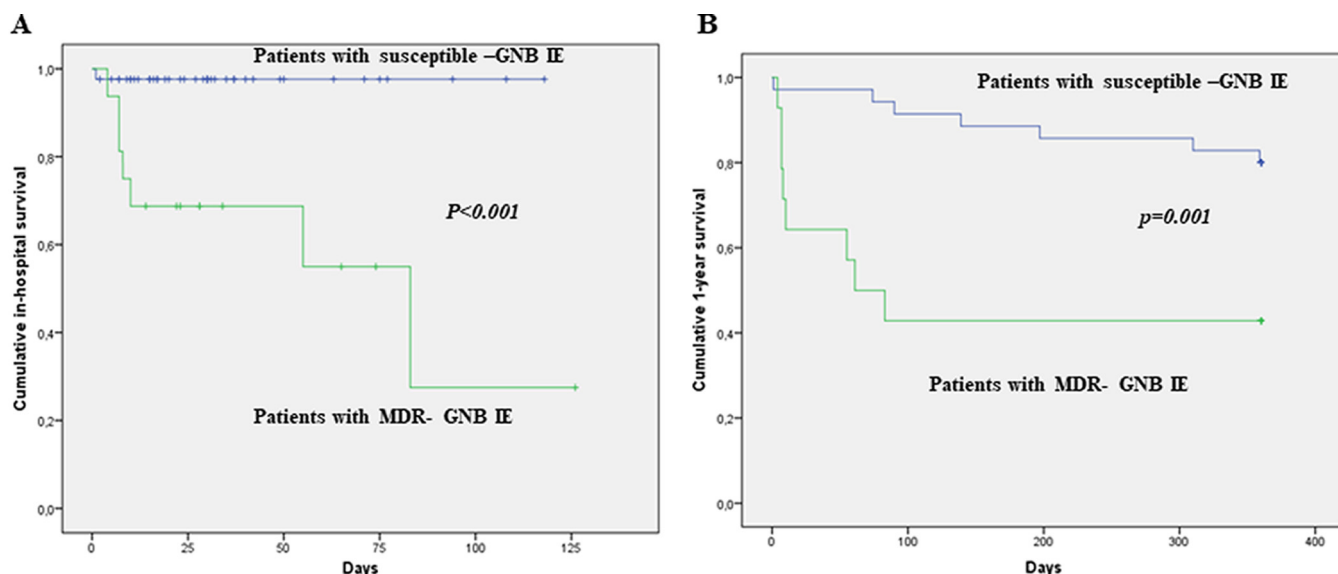 A
Patients with susceptible –GNB IE
1,0
0,8
0,6
0,4
0,2
0,0
Cumulative in-hospital survival
P<0.001
Patients with MDR- GNB IE
0 25 50 75 100 125
Days
B
Patients with susceptible –GNB IE
1,0
0,8
0,6
0,4
0,2
0,0
Cumulative 1-year survival
p=0.001
Patients with MDR- GNB IE
0 100 200 300 400
Days